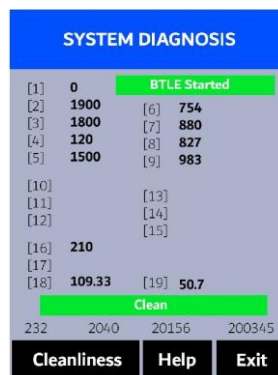 SYSTEM DIAGNOSIS
[1] 0 BTLE Started
[2] 1900 [6] 754
[3] 1800 [7] 880
[4] 120 [8] 827
[5] 1500 [9] 983
[10] [13]
[11] [14]
[12] [15]
[16] 210
[17]
[18] 109.33 [19] 50.7
Clean
232 2040 20156 200345
Cleanliness Help Exit